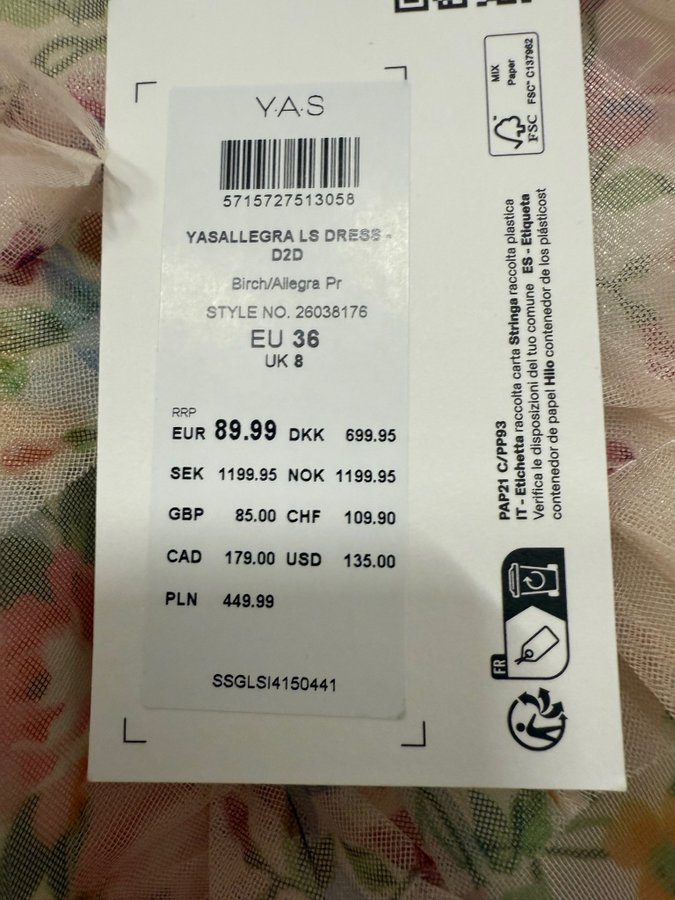 Y.A.S
5715727513058
YASALLEGRA LS DRESS -
D2D
Birch/Allegra Pr
STYLE NO. 26038176
EU 36
UK 8
RRP
EUR 89.99 DKK 699.95
SEK 1199.95 NOK 1199.95
GBP 85.00 CHF 109.90
CAD 179.00 USD 135.00
PLN 449.99
SSGLSI4150441
MIX
Paper
FSC™ C137962
FSC™
PAP21 C/PP93
IT - Etichetta raccolta carta Stringa raccolta plastica
Verifica le disposizioni del tuo comune ES - Etiqueta
contenedor de papel Hilo contenedor de los plásticost
FR